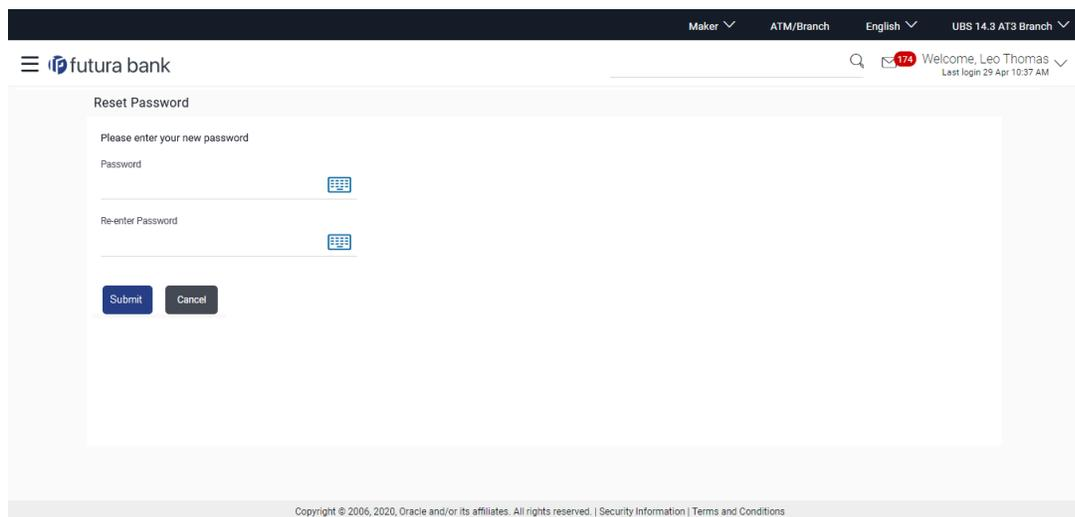 Maker ATM/Branch English UBS 14.3 AT3 Branch
futura bank 174 Welcome, Leo Thomas
Last login 29 Apr 10:37 AM
Reset Password
Please enter your new password
Password
Re-enter Password
Submit Cancel
Copyright © 2006, 2020, Oracle and/or its affiliates. All rights reserved. | Security Information | Terms and Conditions